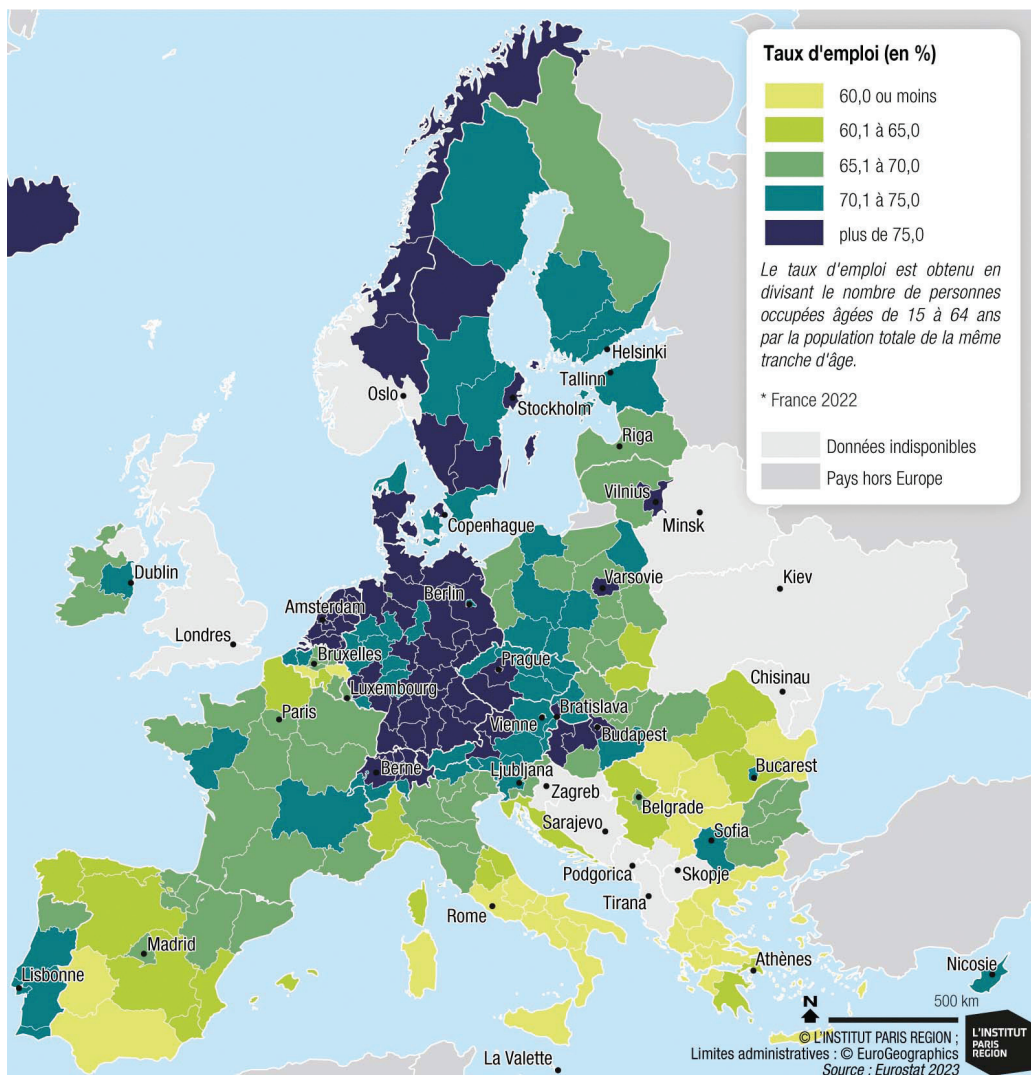 Taux d'emploi (en %)
60,0 ou moins
60,1 à 65,0
65,1 à 70,0
70,1 à 75,0
plus de 75,0
Le taux d'emploi est obtenu en
divisant le nombre de personnes
occupées âgées de 15 à 64 ans
par la population totale de la même
tranche d'âge.
* France 2022
Données indisponibles
Pays hors Europe
Helsinki
Tallinn
Oslo
Stockholm
Riga
Vilnius
Minsk
Copenhague
Dublin
Varsovie
Kiev
Berlin
Amsterdam
Londres
Bruxelles
Prague
Luxembourg
Chisinau
Paris
Bratislava
Vienne
Budapest
Berne
Ljubljana
Bucarest
Zagreb
Belgrade
Sarajevo
Sofia
Podgorica
Skopje
Tirana
Rome
Madrid
Lisbonne
Athènes
Nicosie
La Valette
N
500 km
© L'INSTITUT PARIS REGION ;
Limites administratives : © EuroGeographics
Source : Eurostat 2023
L'INSTITUT
PARIS
REGION